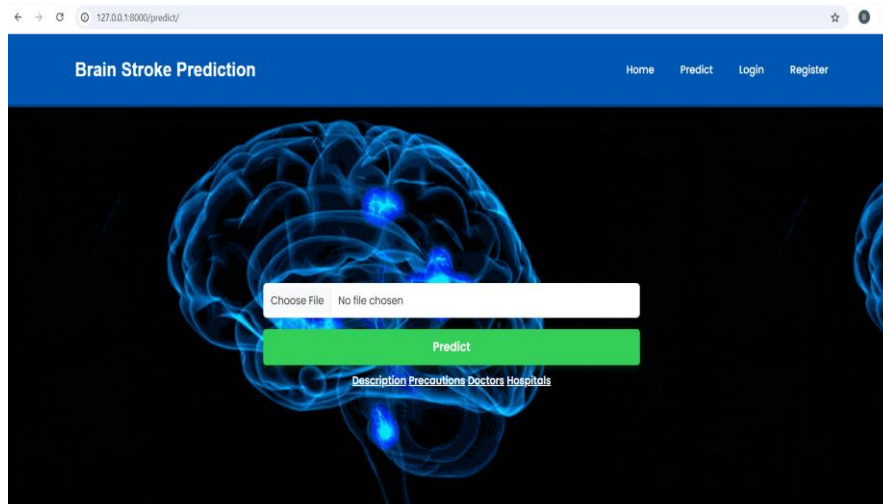 127.0.0.1:8000/predict/
Brain Stroke Prediction Home Predict Login Register
Choose File No file chosen
Predict
Description Precautions Doctors Hospitals